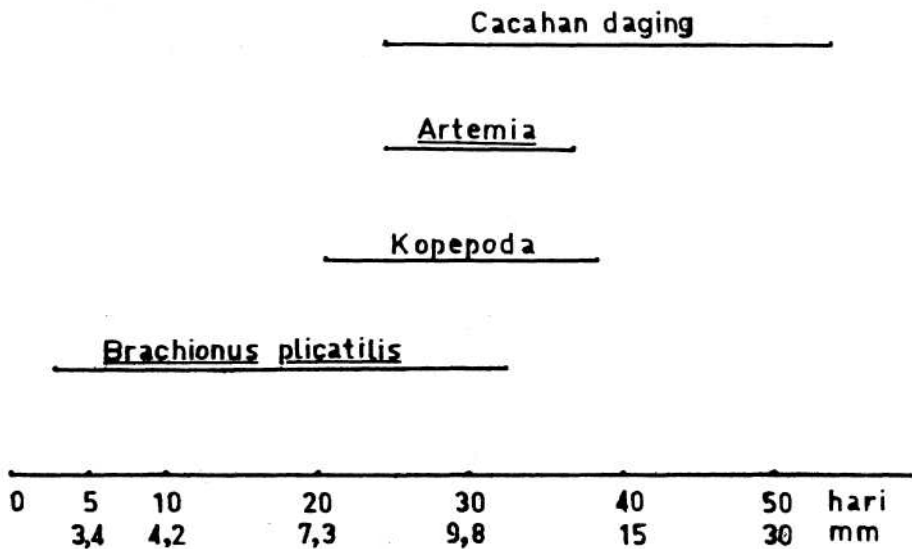 Cacahan daging
Artemia
Kopepoda
Brachionus plicatilis
0 5 10 20 30 40 50 hari
3,4 4,2 7,3 9,8 15 30 mm